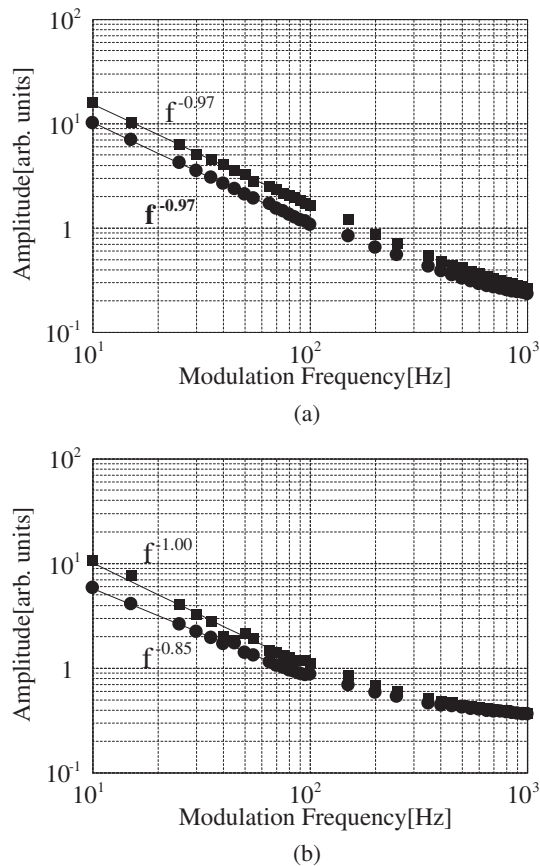 10^2
10^1
1
10^-1
Amplitude[arb. units]
f^-0.97
f^-0.97
10^1
10^2
10^3
Modulation Frequency[Hz]
(a)
10^2
10^1
1
10^-1
Amplitude[arb. units]
f^-1.00
f^-0.85
10^1
10^2
10^3
Modulation Frequency[Hz]
(b)